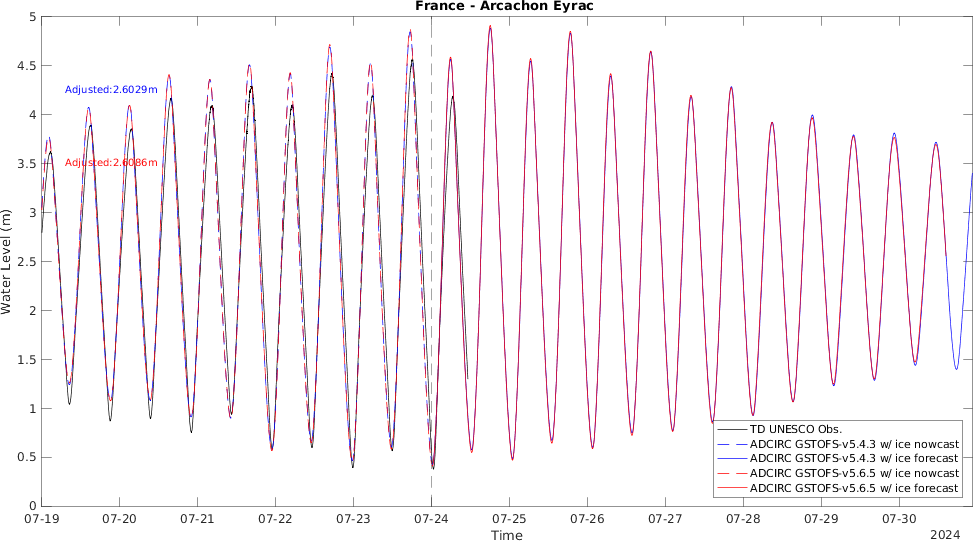 France - Arcachon Eyrac
5
4.5
4
3.5
3
2.5
2
1.5
1
0.5
0
Water Level (m)
Adjusted:2.6029m
Adjusted:2.6086m
TD UNESCO Obs.
ADCIRC GSTOFS-v5.4.3 w/ ice nowcast
ADCIRC GSTOFS-v5.4.3 w/ ice forecast
ADCIRC GSTOFS-v5.6.5 w/ ice nowcast
ADCIRC GSTOFS-v5.6.5 w/ ice forecast
07-19 07-20 07-21 07-22 07-23 07-24 07-25 07-26 07-27 07-28 07-29 07-30
Time
2024